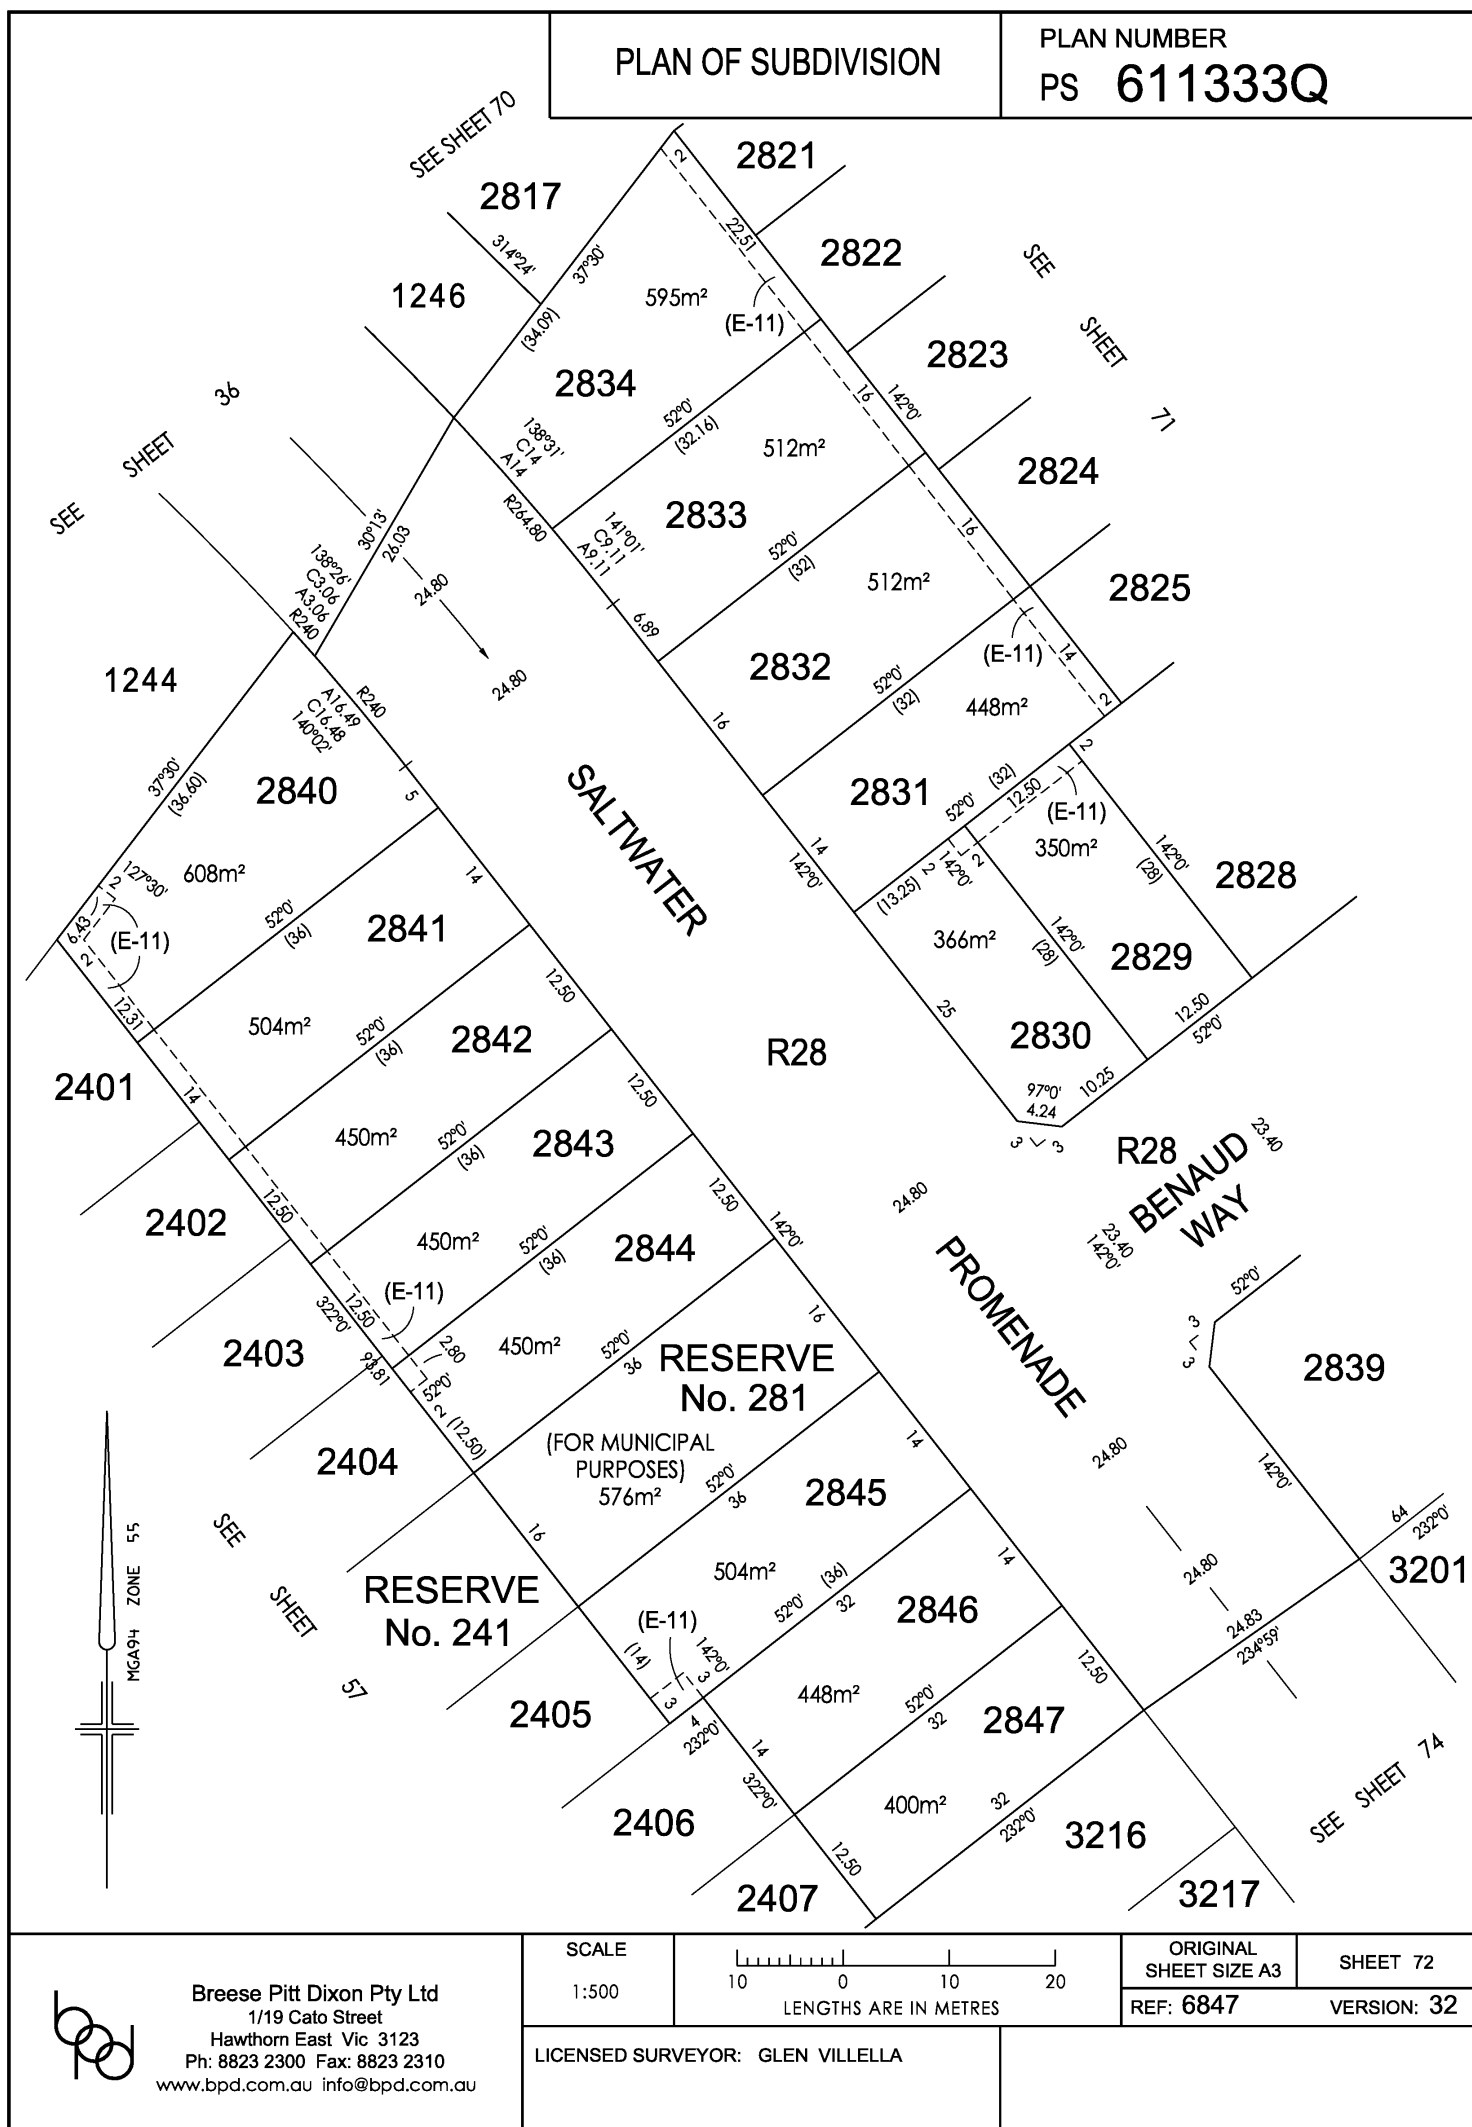 PLAN OF SUBDIVISION
PLAN NUMBER
PS 611333Q
SEE SHEET 70
2817
2821
2
314°24'
37°30'
22.51
2822
SEE
SHEET
71
1246
595m²
(E-11)
(34.09)
2823
2834
36
SHEET
SEE
52°0'
(32.16)
16
142°0'
138°31'
C14
A14
512m²
2824
R264.80
2833
30°13'
26.03
141°01'
C9.11
A9.11
52°0'
(32)
16
138°26'
C3.06
A3.06
R240
24.80
512m²
2825
6.89
(E-11)
14
1244
2832
24.80
52°0'
(32)
448m²
2
R240
A16.49
C16.48
140°02'
16
2
37°30'
(36.60)
2840
5
2831
52°0'
(32)
12.50
(E-11)
SALTWATER
14
142°0'
350m²
142°0'
(28)
2828
608m²
2
127°30'
14
(13.25)
2
142°0'
2
6.43
(E-11)
2
52°0'
(36)
2841
366m²
142°0'
(28)
2829
12.31
12.50
25
12.50
52°0'
504m²
52°0'
(36)
2842
R28
2830
2401
14
12.50
97°0'
4.24
10.25
450m²
52°0'
(36)
2843
3
3
R28
BENAUD
WAY
23.40
12.50
12.50
24.80
23.40
142°0'
2402
450m²
52°0'
(36)
2844
142°0'
(E-11)
PROMENADE
52°0'
12.50
322°0'
16
2403
93.81
2.80
450m²
52°0'
36
RESERVE
No. 281
3
3
2839
2
52°0'
2
(12.50)
(FOR MUNICIPAL
PURPOSES)
576m²
14
24.80
142°0'
2404
52°0'
36
2845
SEE
SHEET
57
16
64
232°0'
504m²
14
24.80
3201
RESERVE
No. 241
(E-11)
52°0'
(36)
32
2846
24.83
234°59'
(14)
142°0'
3
3
12.50
2405
4
232°0'
448m²
52°0'
32
2847
14
322°0'
SEE SHEET 74
2406
400m²
32
232°0'
3216
12.50
2407
3217
MGA94 ZONE 55
Breese Pitt Dixon Pty Ltd
1/19 Cato Street
Hawthorn East Vic 3123
Ph: 8823 2300 Fax: 8823 2310
www.bpd.com.au info@bpd.com.au
bpd
SCALE
1:500
10 0 10 20
LENGTHS ARE IN METRES
ORIGINAL
SHEET SIZE A3
SHEET 72
REF: 6847
VERSION: 32
LICENSED SURVEYOR: GLEN VILLELLA